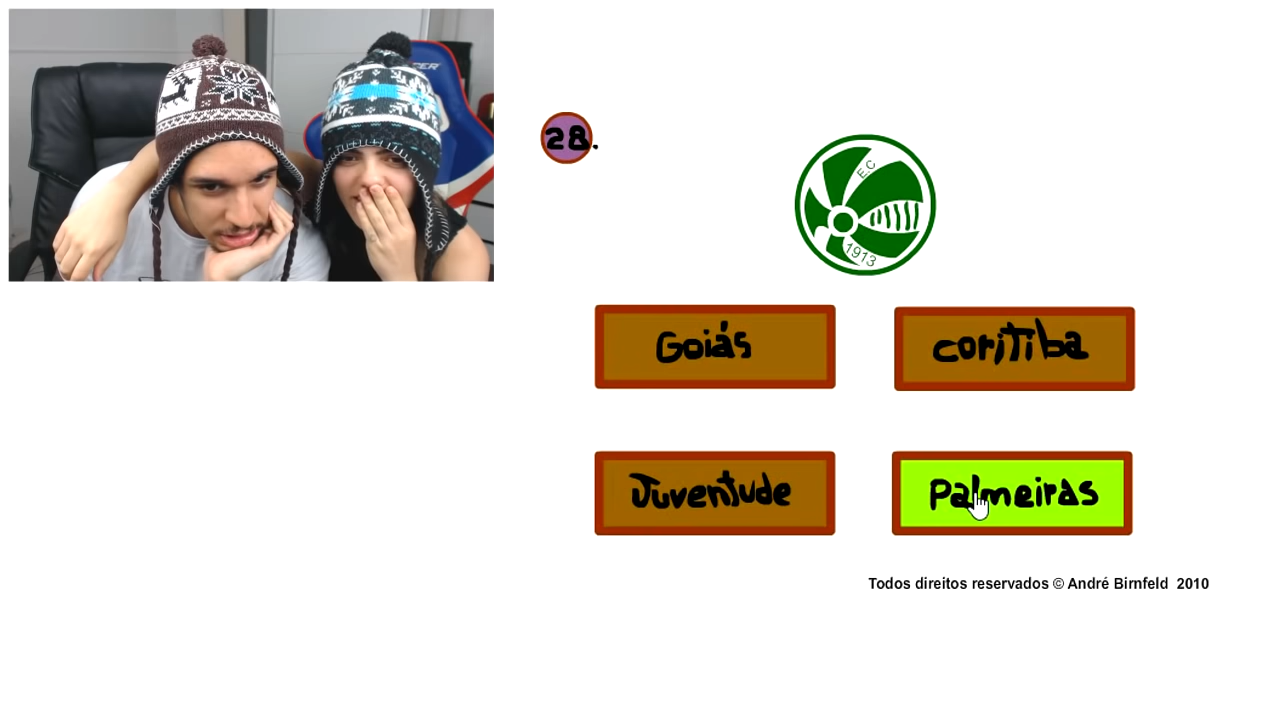 28.
E.C
1913
Goiás
coritiba
Juventude
Palmeiras
Todos direitos reservados © André Birnfeld 2010